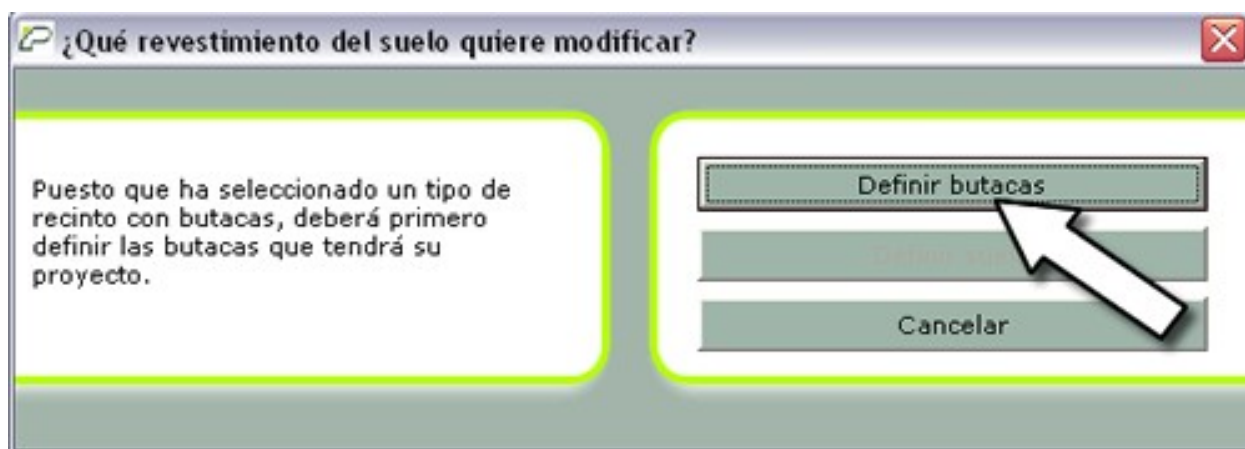 ¿Qué revestimiento del suelo quiere modificar?
Puesto que ha seleccionado un tipo de
recinto con butacas, deberá primero
definir las butacas que tendrá su
proyecto.
Definir butacas
Definir
Cancelar